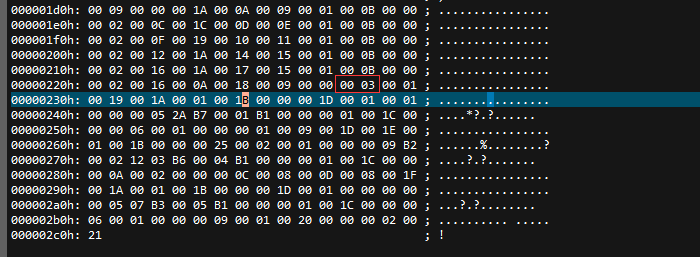 000001d0h: 00 09 00 00 00 1A 00 0A 00 09 00 01 00 0B 00 00 ; ................
000001e0h: 00 02 00 0C 00 1C 00 0D 00 0E 00 01 00 0B 00 00 ; ................
000001f0h: 00 02 00 0F 00 19 00 10 00 11 00 01 00 0B 00 00 ; ................
00000200h: 00 02 00 12 00 1A 00 14 00 15 00 01 00 0B 00 00 ; ................
00000210h: 00 02 00 16 00 1A 00 17 00 15 00 01 00 0B 00 00 ; ................
00000220h: 00 02 00 16 00 0A 00 18 00 09 00 00 00 03 00 01 ; ................
00000230h: 00 19 00 1A 00 01 00 1B 00 00 00 1D 00 01 00 01 ; ................
00000240h: 00 00 00 05 2A B7 00 01 B1 00 00 00 01 00 1C 00 ; ....*?.?......
00000250h: 00 00 06 00 01 00 00 00 01 00 09 00 1D 00 1E 00 ; ................
00000260h: 01 00 1B 00 00 00 25 00 02 00 01 00 00 00 09 B2 ; ......%........?
00000270h: 00 02 12 03 B6 00 04 B1 00 00 00 01 00 1C 00 00 ; ....?.?.......
00000280h: 00 0A 00 02 00 00 00 0C 00 08 00 0D 00 08 00 1F ; ................
00000290h: 00 1A 00 01 00 1B 00 00 00 1D 00 01 00 00 00 00 ; ................
000002a0h: 00 05 07 B3 00 05 B1 00 00 00 01 00 1C 00 00 00 ; ...?.?........
000002b0h: 06 00 01 00 00 00 09 00 01 00 20 00 00 00 02 00 ; .......... .....
000002c0h: 21 ; !